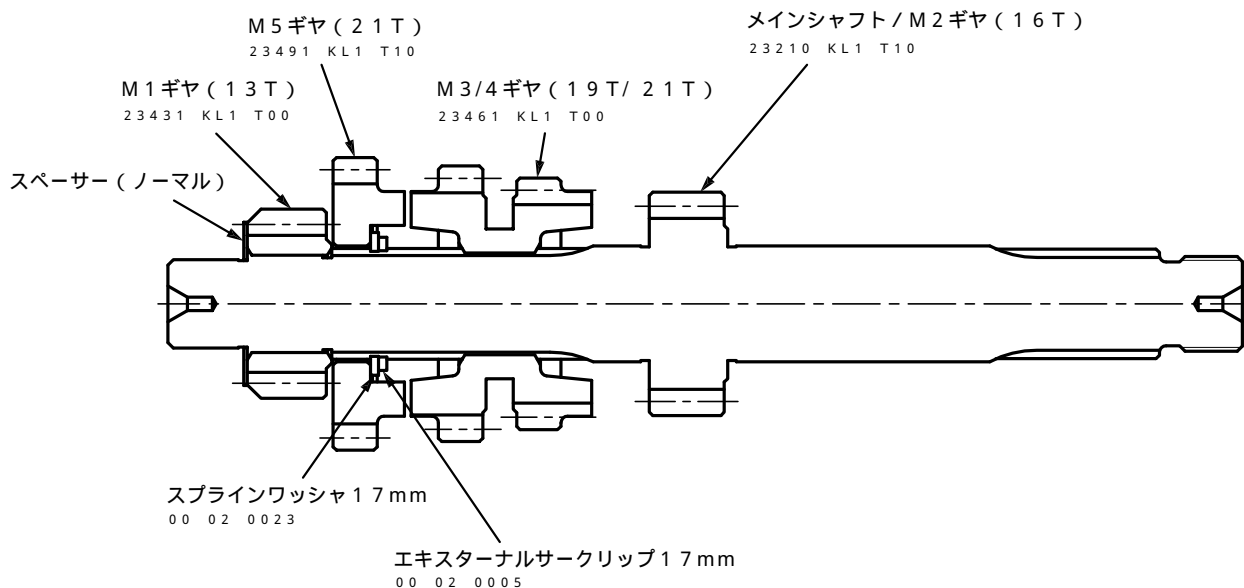 M5ギヤ(21T)
23491 KL1 T10
メインシャフト/M2ギヤ(16T)
23210 KL1 T10
M1ギヤ(13T)
23431 KL1 T00
M3/4ギヤ(19T/21T)
23461 KL1 T00
スペーサー(ノーマル)
スプラインワッシャ17mm
00 02 0023
エキスターナルサークリップ17mm
00 02 0005